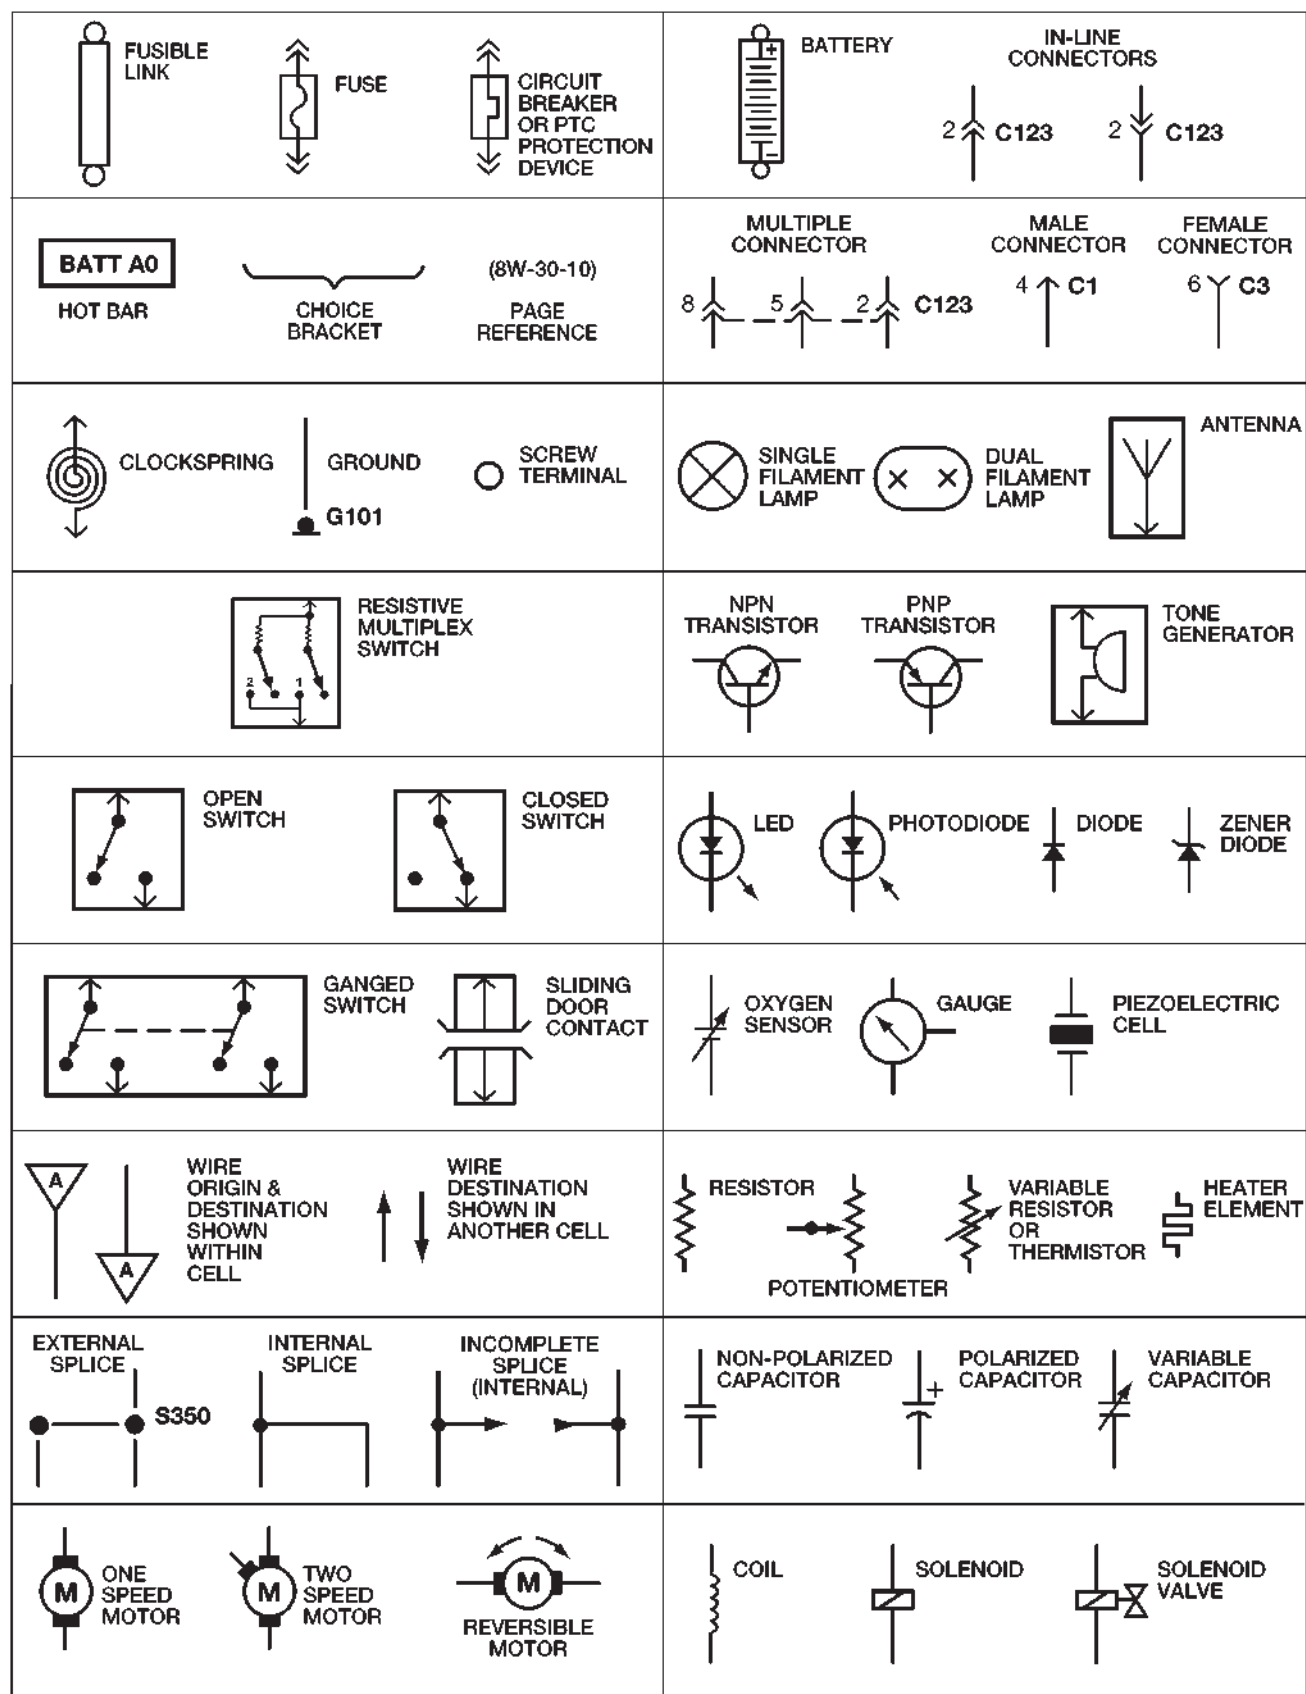 FUSIBLE
LINK
FUSE
CIRCUIT
BREAKER
OR PTC
PROTECTION
DEVICE
BATTERY
+
−
IN-LINE
CONNECTORS
2 C123
2 C123
BATT A0
HOT BAR
CHOICE
BRACKET
(8W-30-10)
PAGE
REFERENCE
MULTIPLE
CONNECTOR
8 5 2 C123
MALE
CONNECTOR
4 C1
FEMALE
CONNECTOR
6 C3
CLOCKSPRING
GROUND
G101
SCREW
TERMINAL
SINGLE
FILAMENT
LAMP
DUAL
FILAMENT
LAMP
ANTENNA
RESISTIVE
MULTIPLEX
SWITCH
2 1
NPN
TRANSISTOR
PNP
TRANSISTOR
TONE
GENERATOR
OPEN
SWITCH
CLOSED
SWITCH
LED
PHOTODIODE
DIODE
ZENER
DIODE
GANGED
SWITCH
SLIDING
DOOR
CONTACT
OXYGEN
SENSOR
GAUGE
PIEZOELECTRIC
CELL
A
A
WIRE
ORIGIN &
DESTINATION
SHOWN
WITHIN
CELL
WIRE
DESTINATION
SHOWN IN
ANOTHER CELL
RESISTOR
POTENTIOMETER
VARIABLE
RESISTOR
OR
THERMISTOR
HEATER
ELEMENT
EXTERNAL
SPLICE
S350
INTERNAL
SPLICE
INCOMPLETE
SPLICE
(INTERNAL)
NON-POLARIZED
CAPACITOR
+
POLARIZED
CAPACITOR
VARIABLE
CAPACITOR
M
ONE
SPEED
MOTOR
M
TWO
SPEED
MOTOR
M
REVERSIBLE
MOTOR
COIL
SOLENOID
SOLENOID
VALVE